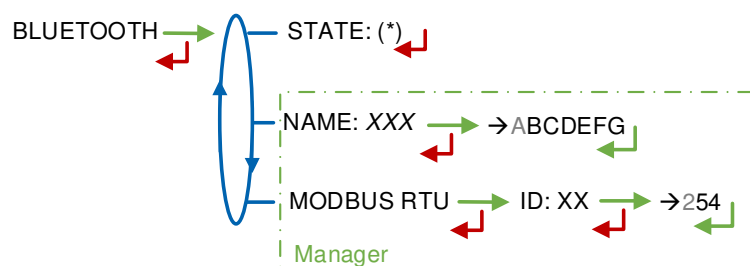 BLUETOOTH STATE: (*)
NAME: XXX →ABCDEFG
MODBUS RTU ID: XX →254
Manager